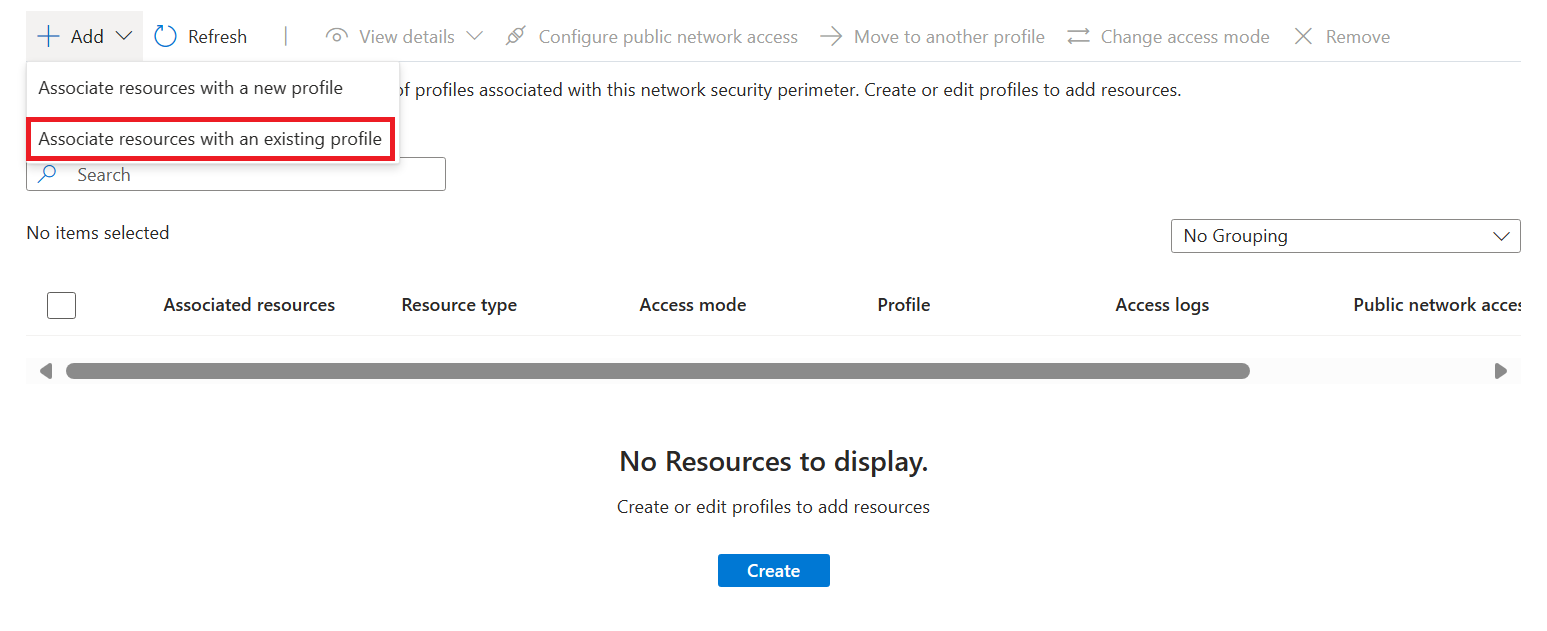 Add Refresh | View details Configure public network access Move to another profile Change access mode Remove
Associate resources with a new profile
of profiles associated with this network security perimeter. Create or edit profiles to add resources.
Associate resources with an existing profile
Search
No items selected
No Grouping
Associated resources Resource type Access mode Profile Access logs Public network acces
No Resources to display.
Create or edit profiles to add resources
Create